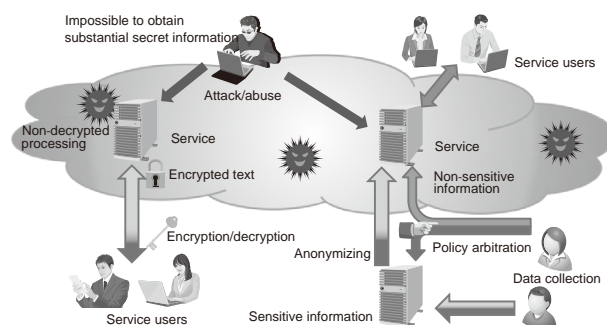 Impossible to obtain
substantial secret information
Service users
Attack/abuse
Non-decrypted
processing
Service
Service
Encrypted text
Non-sensitive
information
Encryption/decryption
Anonymizing
Policy arbitration
Data collection
Service users
Sensitive information